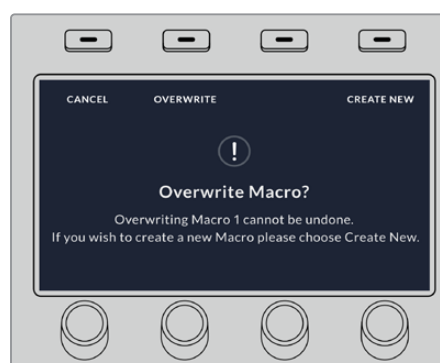 CANCEL OVERWRITE CREATE NEW
Overwrite Macro?
Overwriting Macro 1 cannot be undone.
If you wish to create a new Macro please choose Create New.